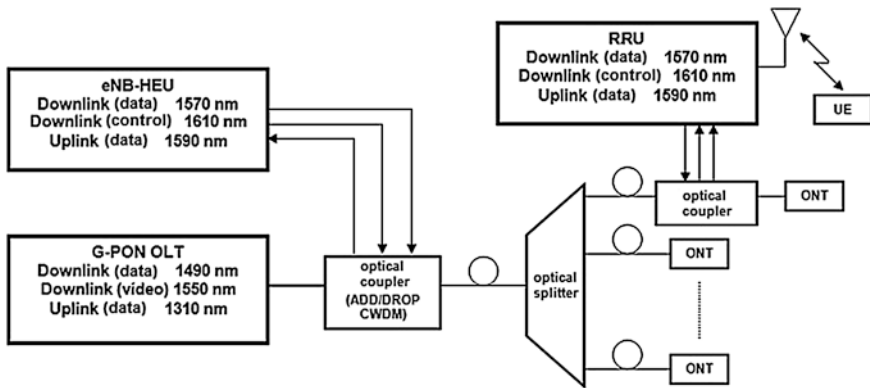 eNB-HEU
Downlink (data) 1570 nm
Downlink (control) 1610 nm
Uplink (data) 1590 nm
RRU
Downlink (data) 1570 nm
Downlink (control) 1610 nm
Uplink (data) 1590 nm
UE
G-PON OLT
Downlink (data) 1490 nm
Downlink (vídeo) 1550 nm
Uplink (data) 1310 nm
optical
coupler
(ADD/DROP
CWDM)
optical
splitter
optical
coupler
ONT
ONT
ONT